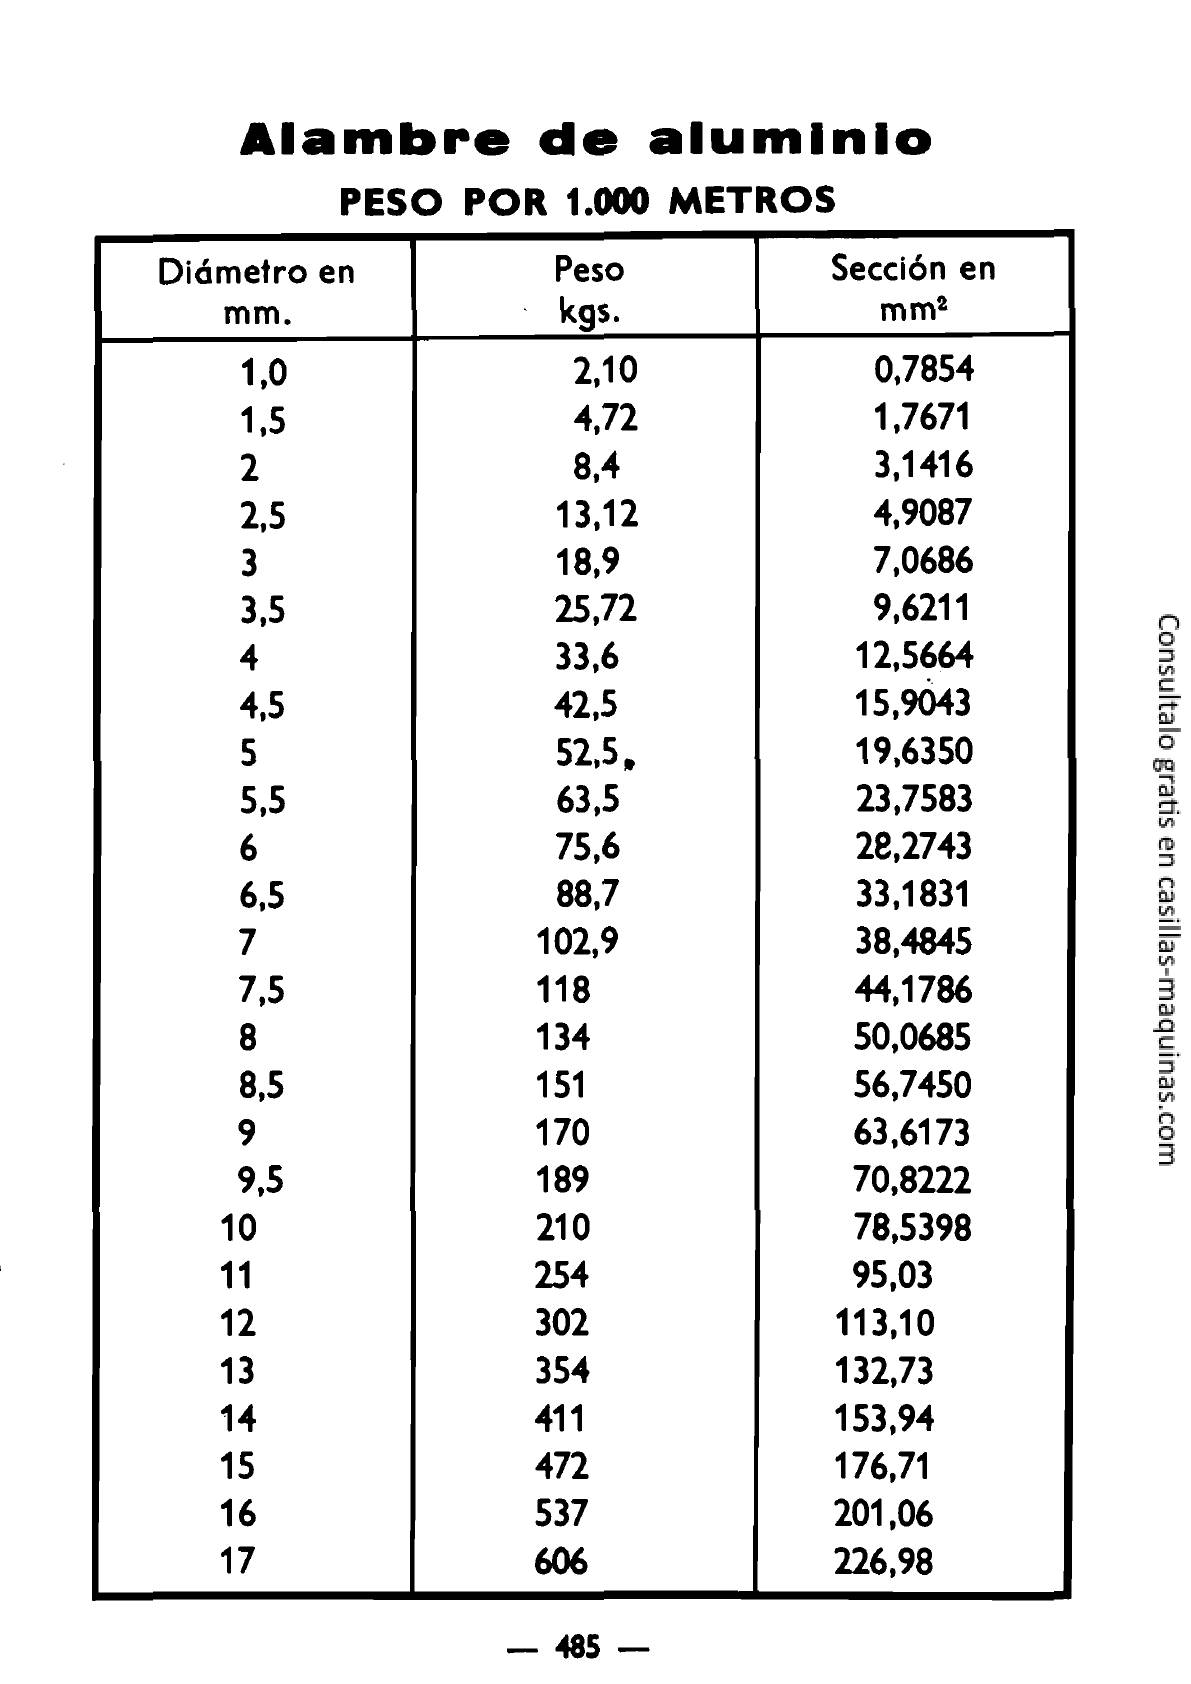 Alambre de aluminio
PESO POR 1.000 METROS
Diámetro en mm. Peso kgs. Sección en mm²
1,0 2,10 0,7854
1,5 4,72 1,7671
2 8,4 3,1416
2,5 13,12 4,9087
3 18,9 7,0686
3,5 25,72 9,6211
4 33,6 12,5664
4,5 42,5 15,9043
5 52,5 19,6350
5,5 63,5 23,7583
6 75,6 28,2743
6,5 88,7 33,1831
7 102,9 38,4845
7,5 118 44,1786
8 134 50,0685
8,5 151 56,7450
9 170 63,6173
9,5 189 70,8222
10 210 78,5398
11 254 95,03
12 302 113,10
13 354 132,73
14 411 153,94
15 472 176,71
16 537 201,06
17 606 226,98
— 485 —
Consultalo gratis en casillas-maquinas.com